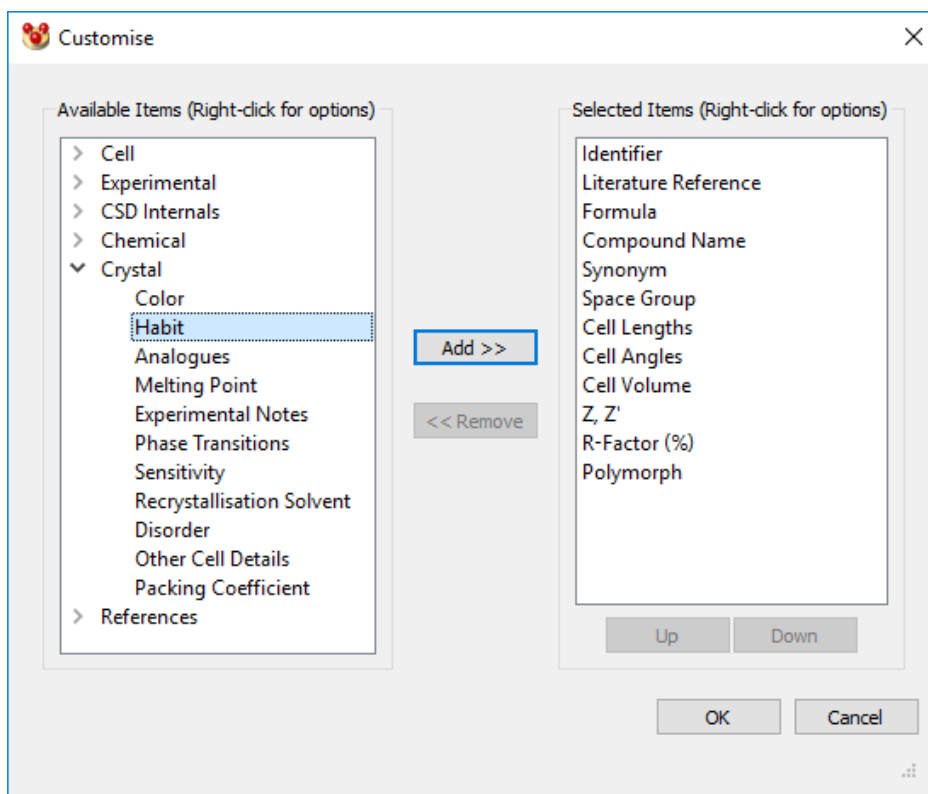 Customise
Available Items (Right-click for options)
Cell
Experimental
CSD Internals
Chemical
Crystal
Color
Habit
Analogues
Melting Point
Experimental Notes
Phase Transitions
Sensitivity
Recrystallisation Solvent
Disorder
Other Cell Details
Packing Coefficient
References
Add >>
<< Remove
Selected Items (Right-click for options)
Identifier
Literature Reference
Formula
Compound Name
Synonym
Space Group
Cell Lengths
Cell Angles
Cell Volume
Z, Z'
R-Factor (%)
Polymorph
Up
Down
OK
Cancel